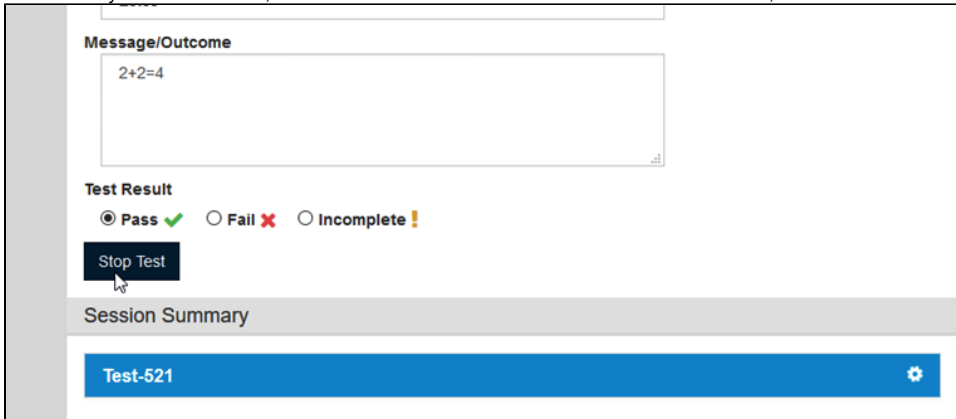 Message/Outcome
2+2=4
Test Result
Pass Fail Incomplete
Stop Test
Session Summary
Test-521